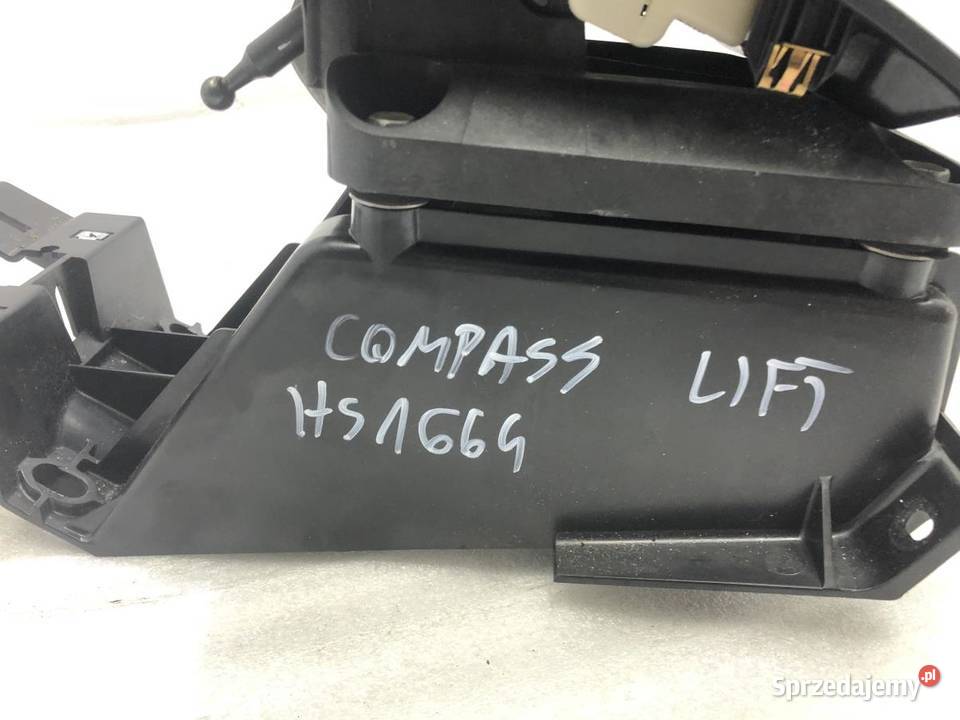 COMPASS LIFT
HS1664
Sprzedajemy.pl